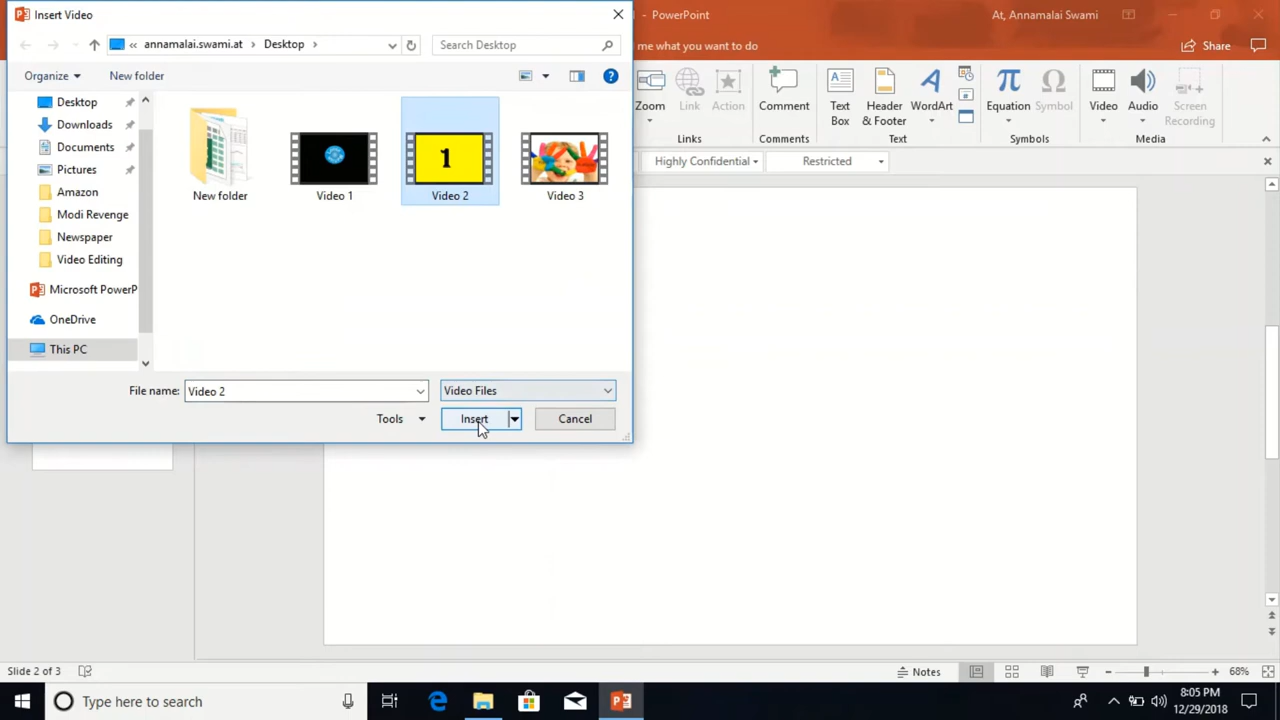 Insert Video
- PowerPoint
At, Annamalai Swami
« annamalai.swami.at > Desktop >
Search Desktop
me what you want to do
Share
Organize
New folder
Desktop
Downloads
Documents
Pictures
Amazon
Modi Revenge
Newspaper
Video Editing
Microsoft PowerP
OneDrive
This PC
New folder
Video 1
1
Video 2
Video 3
File name:
Video 2
Video Files
Tools
Insert
Cancel
Zoom
Link
Action
Links
Comment
Comments
Text
Box
Header
& Footer
WordArt
Text
Equation
Symbol
Symbols
Video
Audio
Screen
Recording
Media
Highly Confidential
Restricted
Slide 2 of 3
Notes
68%
Type here to search
8:05 PM
12/29/2018